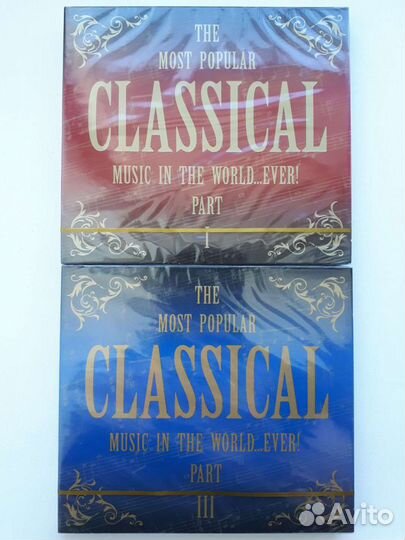 THE
MOST POPULAR
CLASSICAL
MUSIC IN THE WORLD...EVER!
PART
I
THE
MOST POPULAR
CLASSICAL
MUSIC IN THE WORLD...EVER!
PART
III
Avito